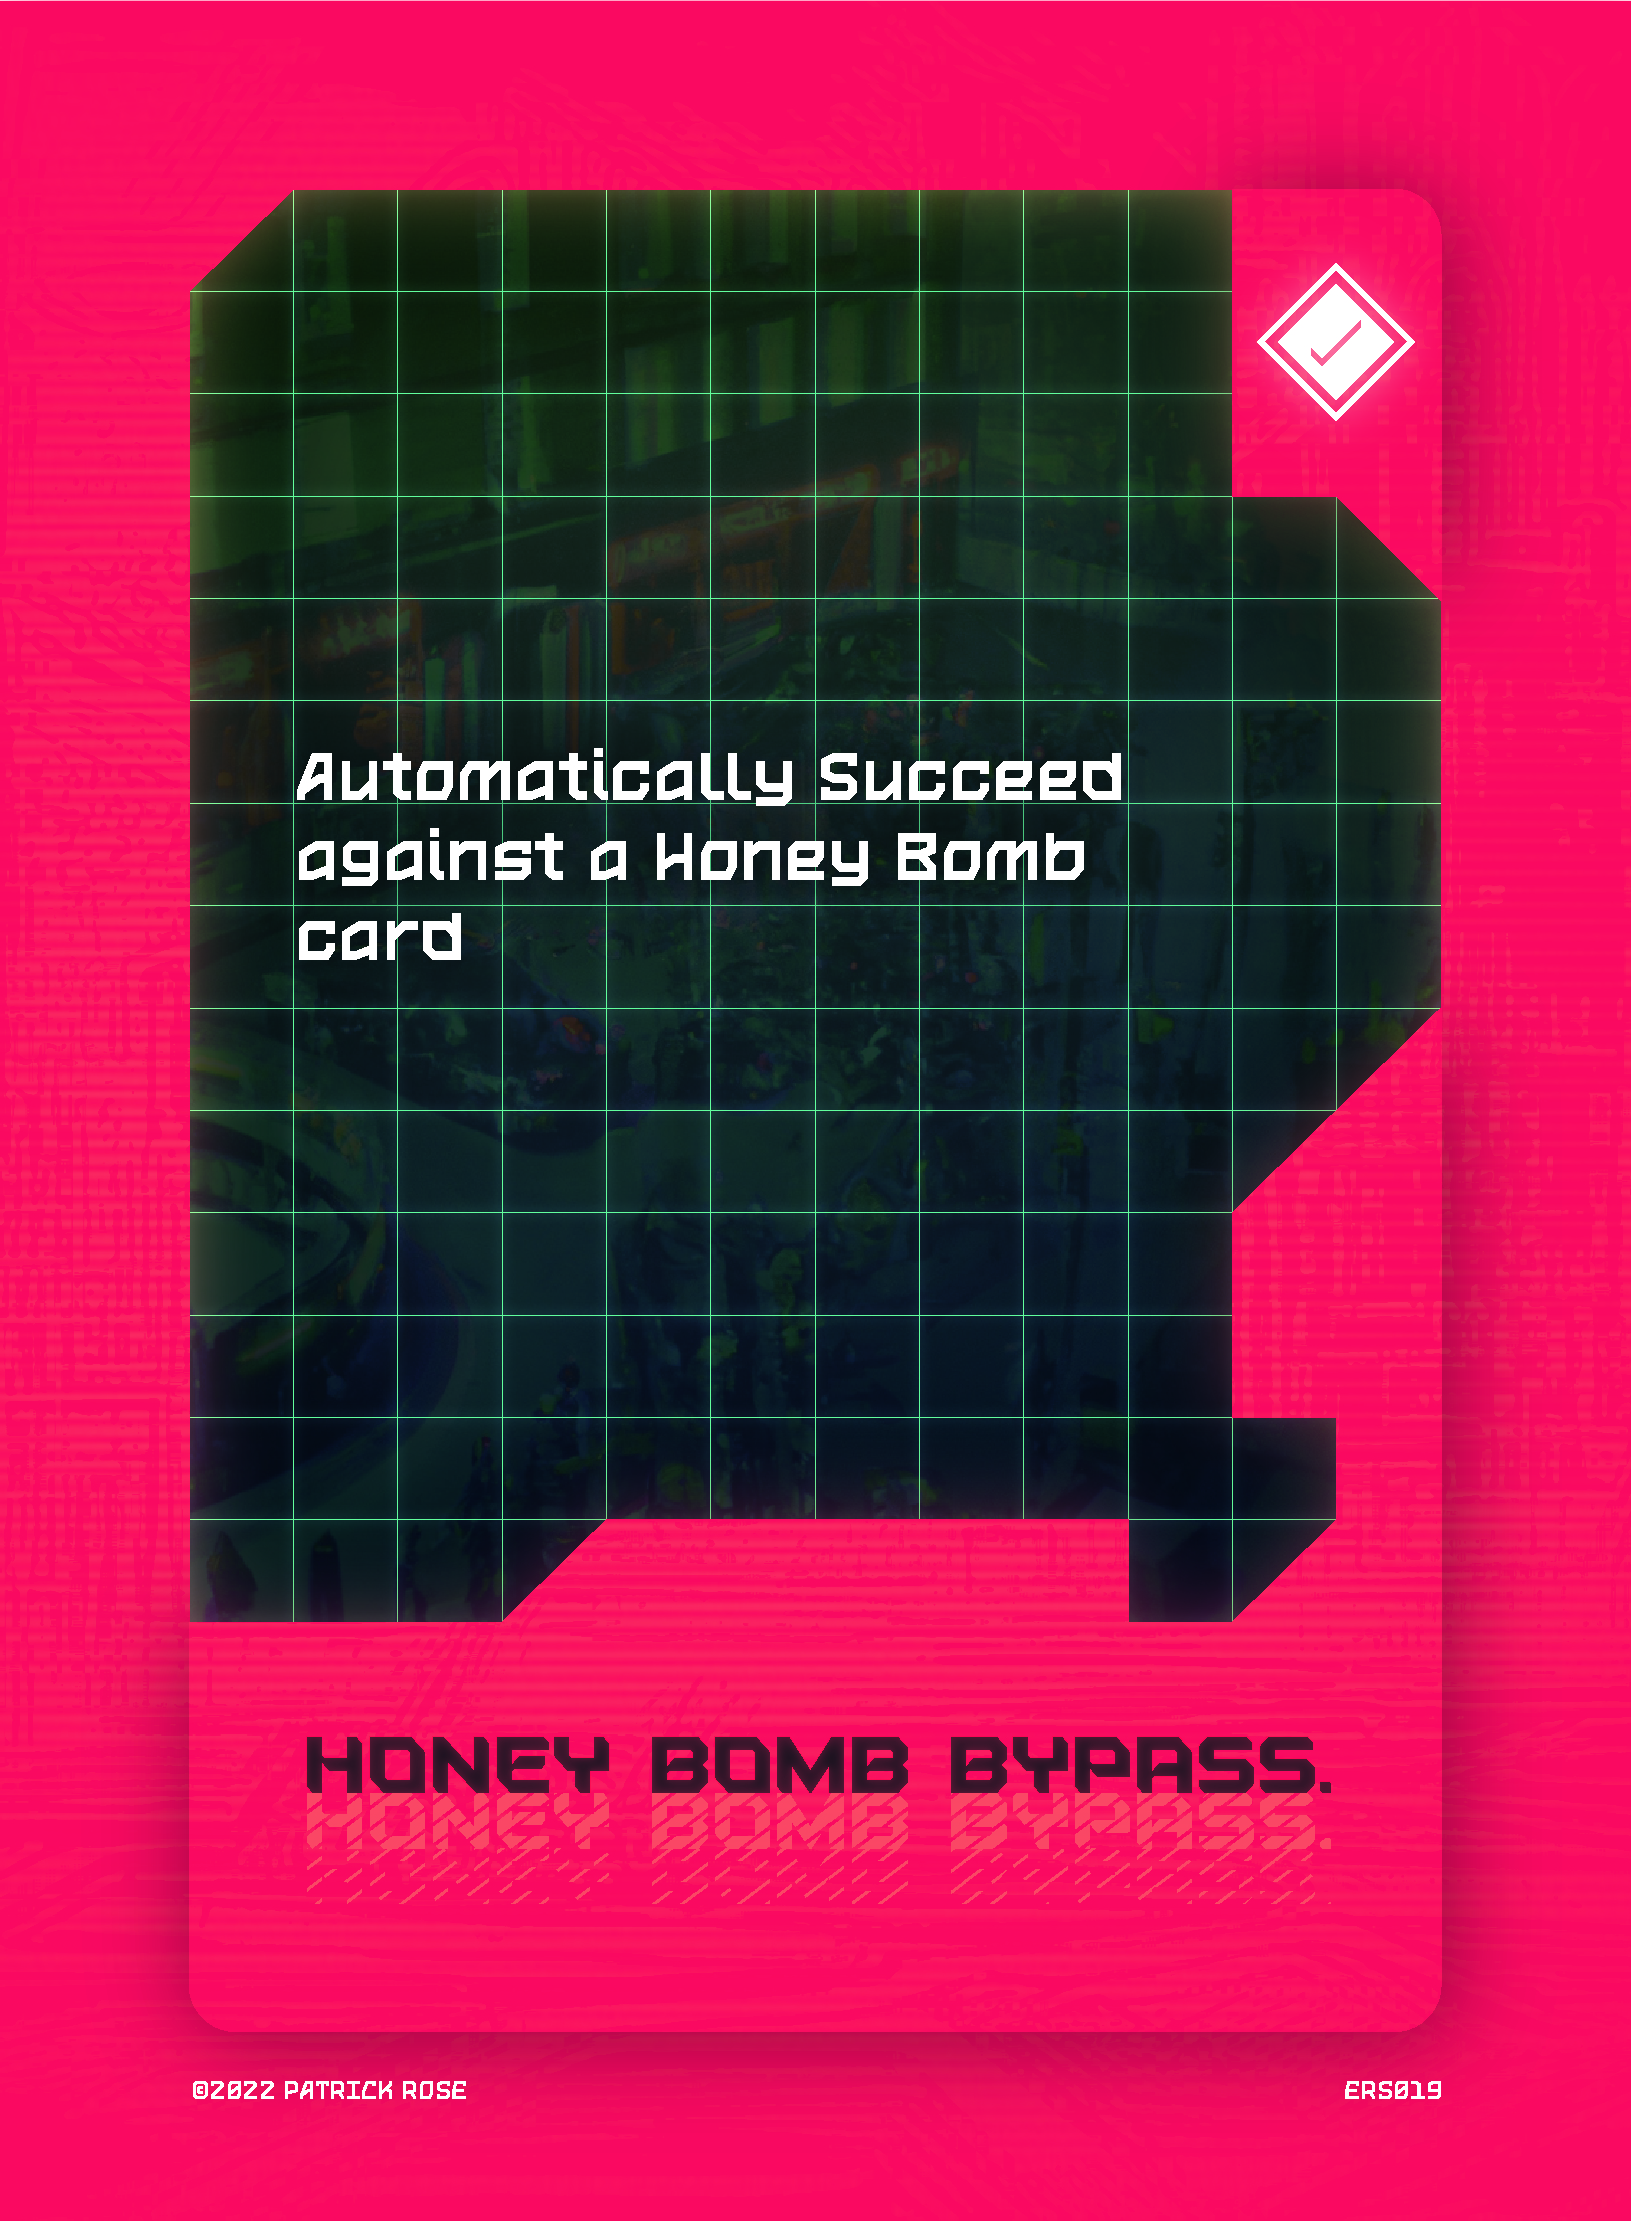 Automatically Succeed
against a Honey Bomb
card
HONEY BOMB BYPASS.
HONEY BOMB BYPASS.
©2022 PATRICK ROSE
ERS019